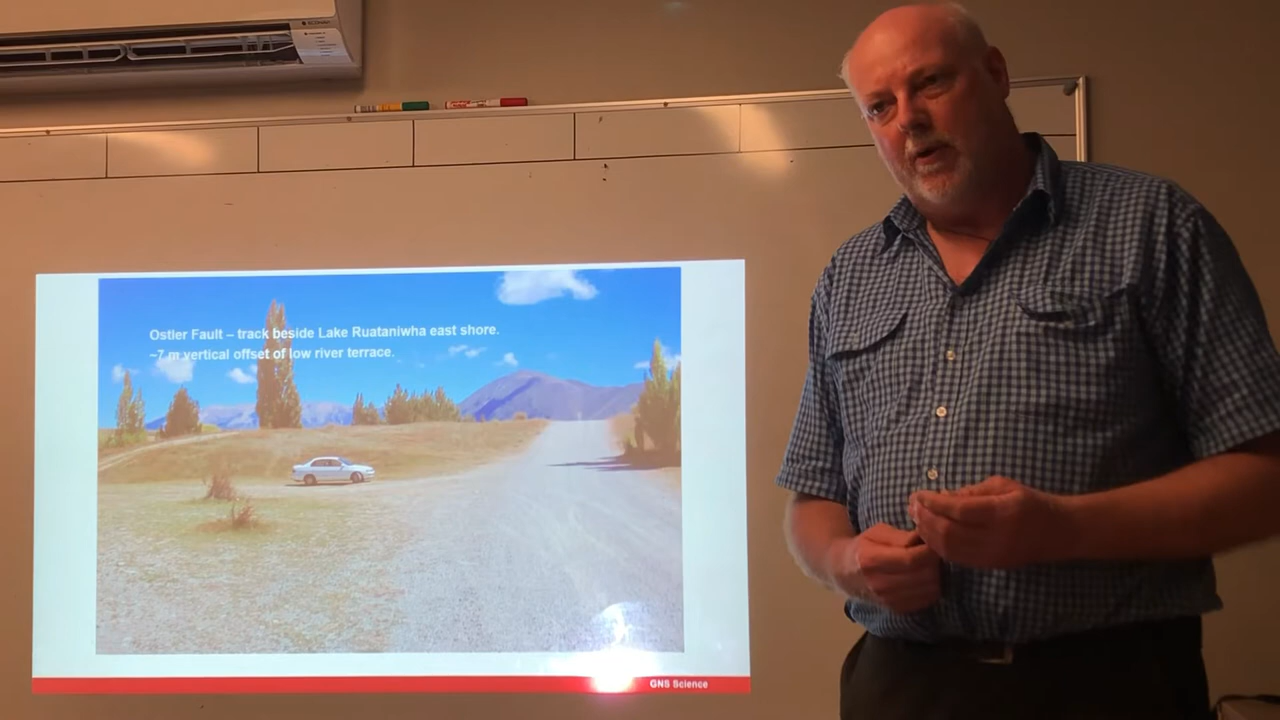 Ostler Fault – track beside Lake Ruataniwha east shore.
~7 m vertical offset of low river terrace.
GNS Science